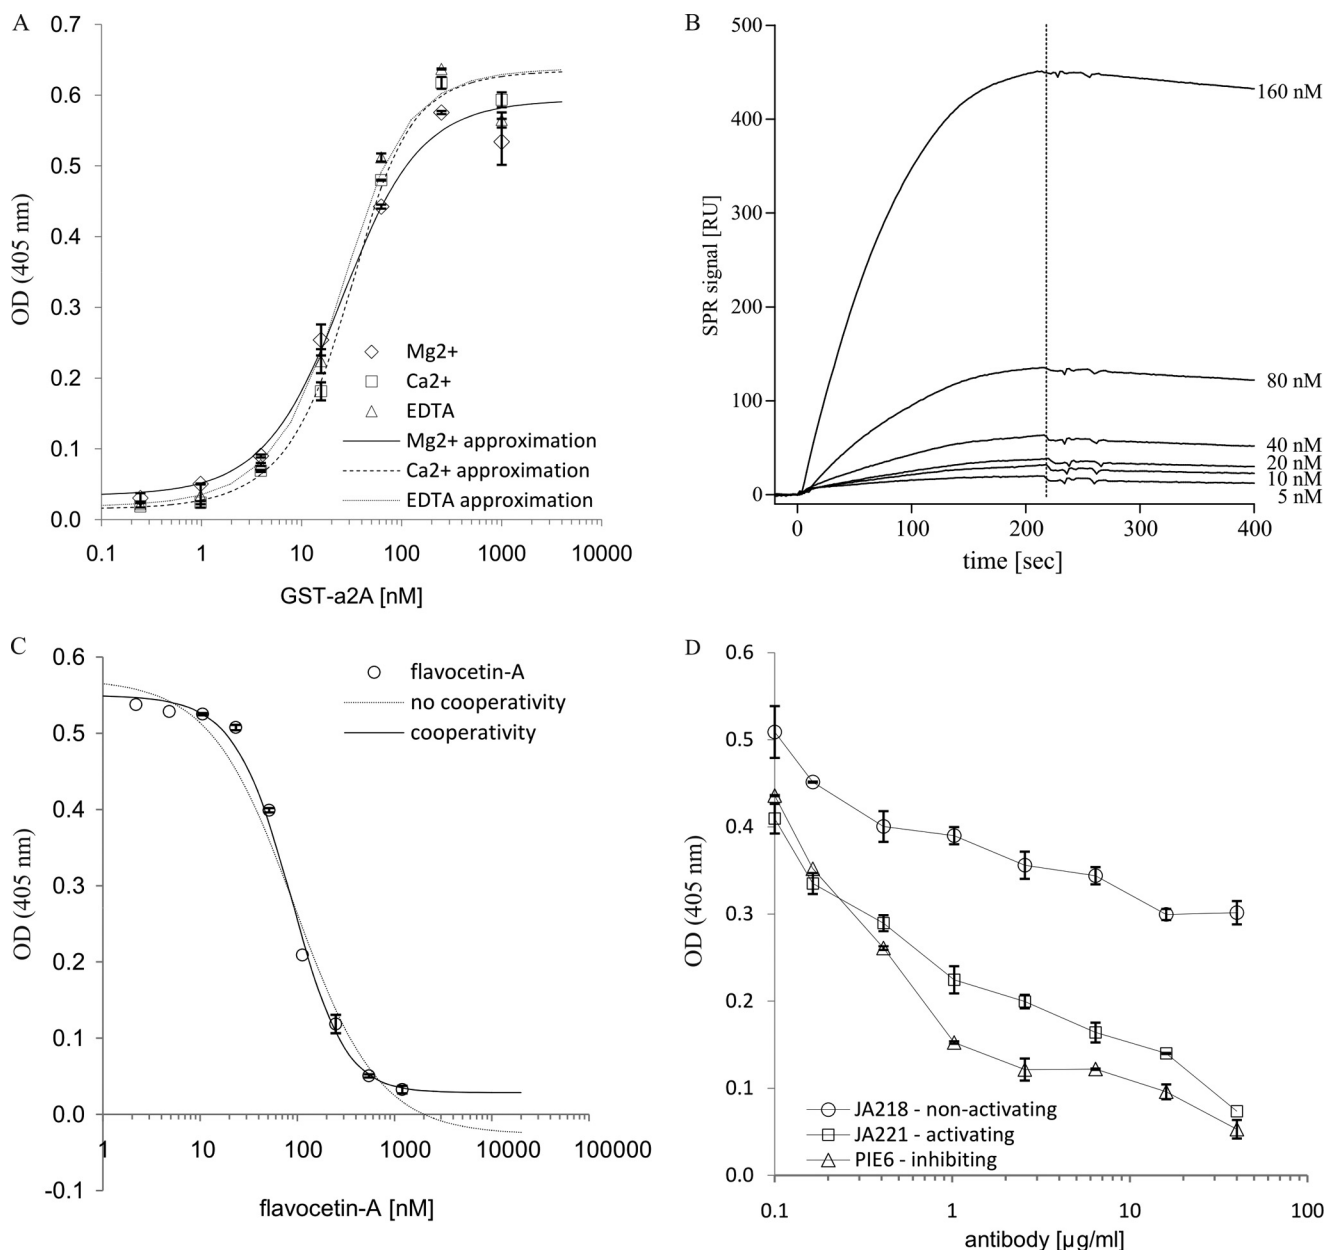 A
0.7
0.6
0.5
0.4
0.3
0.2
0.1
0.0
OD (405 nm)
Mg2+
Ca2+
EDTA
Mg2+ approximation
Ca2+ approximation
EDTA approximation
0.1 1 10 100 1000 10000
GST-a2A [nM]
B
500
400
300
200
100
0
SPR signal [RU]
160 nM
80 nM
40 nM
20 nM
10 nM
5 nM
0 100 200 300 400
time [sec]
C
0.6
0.5
0.4
0.3
0.2
0.1
0.0
-0.1
OD (405 nm)
flavocetin-A
no cooperativity
cooperativity
1 10 100 1000 10000 100000
flavocetin-A [nM]
D
0.6
0.5
0.4
0.3
0.2
0.1
0.0
OD (405 nm)
JA218 - non-activating
JA221 - activating
PIE6 - inhibiting
0.1 1 10 100
antibody [µg/ml]